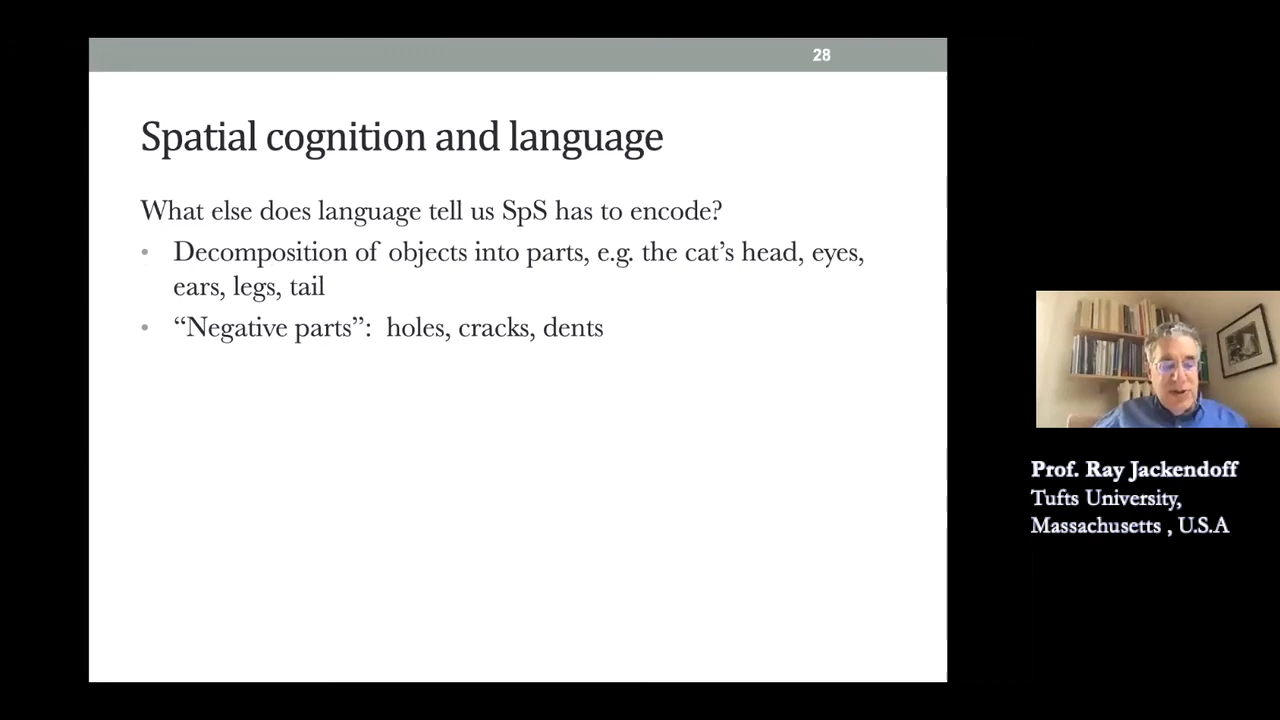 28
Spatial cognition and language
What else does language tell us SpS has to encode?
• Decomposition of objects into parts, e.g. the cat’s head, eyes,
ears, legs, tail
• “Negative parts”: holes, cracks, dents
Prof. Ray Jackendoff
Tufts University,
Massachusetts , U.S.A